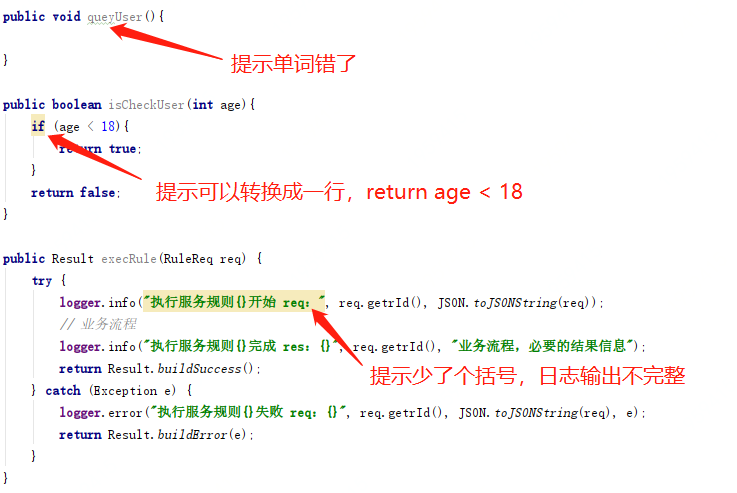 public void queyUser(){
提示单词错了
}
public boolean isCheckUser(int age){
if (age < 18){
return true;
}
提示可以转换成一行，return age < 18
return false;
}
public Result execRule(RuleReq req) {
try {
logger.info("执行服务规则{}开始 req：", req.getrId(), JSON.toJSONString(req));
// 业务流程
logger.info("执行服务规则{}完成 res：{}", req.getrId(), "业务流程，必要的结果信息");
return Result.buildSuccess();
提示少了个括号，日志输出不完整
} catch (Exception e) {
logger.error("执行服务规则{}失败 req：{}", req.getrId(), JSON.toJSONString(req), e);
return Result.buildError(e);
}
}